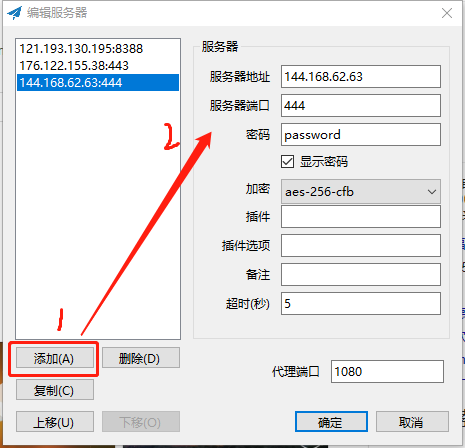 编辑服务器
121.193.130.195:8388
176.122.155.38:443
144.168.62.63:444
服务器
服务器地址 144.168.62.63
服务器端口 444
密码 password
显示密码
加密 aes-256-cfb
插件
插件选项
备注
超时(秒) 5
2
1
添加(A) 删除(D)
代理端口 1080
复制(C)
上移(U) 下移(O) 确定 取消